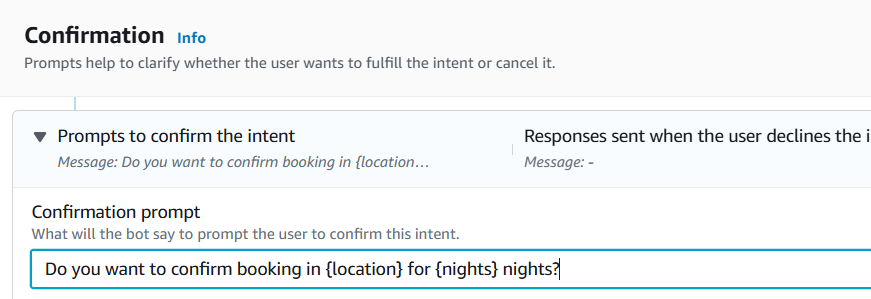 Confirmation Info
Prompts help to clarify whether the user wants to fulfill the intent or cancel it.
Prompts to confirm the intent
Responses sent when the user declines the i
Message: Do you want to confirm booking in {location...
Message: -
Confirmation prompt
What will the bot say to prompt the user to confirm this intent.
Do you want to confirm booking in {location} for {nights} nights?